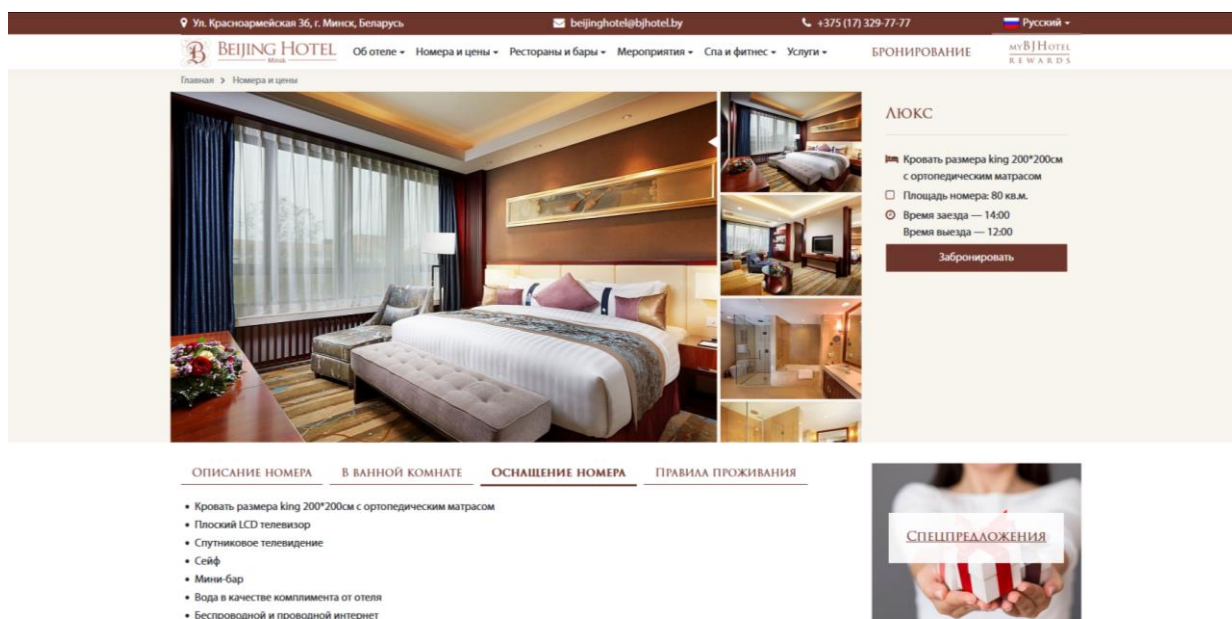 Ул. Красноармейская 36, г. Минск, Беларусь
beijinghotel@bjhotel.by
+375 (17) 329-77-77
Русский
B BEIJING HOTEL
Minsk
Об отеле
Номера и цены
Рестораны и бары
Мероприятия
Спа и фитнес
Услуги
БРОНИРОВАНИЕ
MYBJHOTEL
REWARDS
Главная > Номера и цены
ЛЮКС
Кровать размера king 200*200см
с ортопедическим матрасом
Площадь номера: 80 кв.м.
Время заезда — 14:00
Время выезда — 12:00
Забронировать
ОПИСАНИЕ НОМЕРА
В ВАННОЙ КОМНАТЕ
ОСНАЩЕНИЕ НОМЕРА
ПРАВИЛА ПРОЖИВАНИЯ
• Кровать размера king 200*200см с ортопедическим матрасом
• Плоский LCD телевизор
• Спутниковое телевидение
• Сейф
• Мини-бар
• Вода в качестве комплимента от отеля
• Беспроводной и проводной интернет
СПЕЦПРЕДЛОЖЕНИЯ